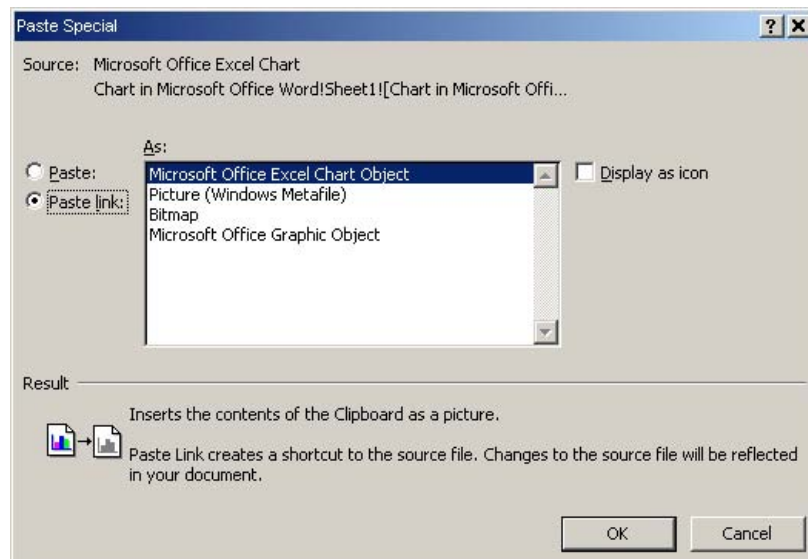 Paste Special
Source: Microsoft Office Excel Chart
Chart in Microsoft Office Word!Sheet1![Chart in Microsoft Offi...
As:
Paste:
Paste link:
Microsoft Office Excel Chart Object
Picture (Windows Metafile)
Bitmap
Microsoft Office Graphic Object
Display as icon
Result
Inserts the contents of the Clipboard as a picture.
Paste Link creates a shortcut to the source file. Changes to the source file will be reflected
in your document.
OK Cancel